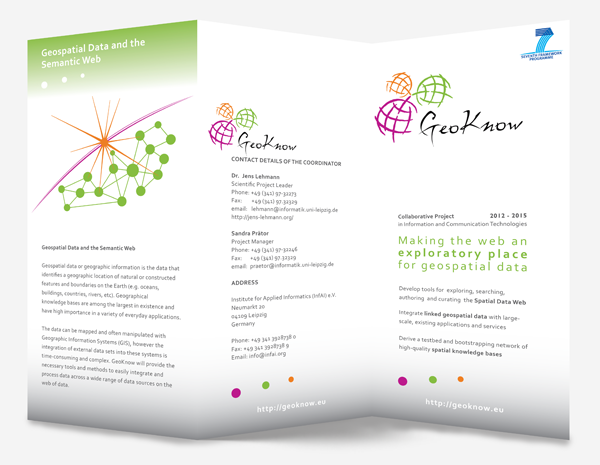 Geospatial Data and the
Semantic Web
Geospatial Data and the Semantic Web
Geospatial data or geographic information is the data that
identifies a geographic location of natural or constructed
features and boundaries on the Earth (e.g. oceans,
buildings, countries, rivers, etc). Geographical
knowledge bases are among the largest in existence and
have high importance in a variety of everyday applications.
The data can be mapped and often manipulated with
Geographic Information Systems (GIS), however the
integration of external data sets into these systems is
time-consuming and complex. GeoKnow will provide the
necessary tools and methods to easily integrate and
process data across a wide range of data sources on the
web of data.
GeoKnow
CONTACT DETAILS OF THE COORDINATOR
Dr. Jens Lehmann
Scientific Project Leader
Phone: +49 (341) 97-32273
Fax: +49 (341) 97-32329
email: lehmann@informatik.uni-leipzig.de
http://jens-lehmann.org/
Sandra Prätor
Project Manager
Phone: +49 (341) 97-32246
Fax: +49 (341) 97-32329
email: praetor@informatik.uni-leipzig.de
ADDRESS
Institute for Applied Informatics (InfAI) e.V.
Neumarkt 20
04109 Leipzig
Germany
Phone: +49 341 3928738 0
Fax: +49 341 3928738 9
Email: info@infai.org
http://geoknow.eu
7
SEVENTH FRAMEWORK
PROGRAMME
GeoKnow
Collaborative Project 2012 - 2015
in Information and Communication Technologies
Making the web an
exploratory place
for geospatial data
Develop tools for exploring, searching,
authoring and curating the Spatial Data Web
Integrate linked geospatial data with large-
scale, existing applications and services
Derive a testbed and bootstrapping network of
high-quality spatial knowledge bases
http://geoknow.eu